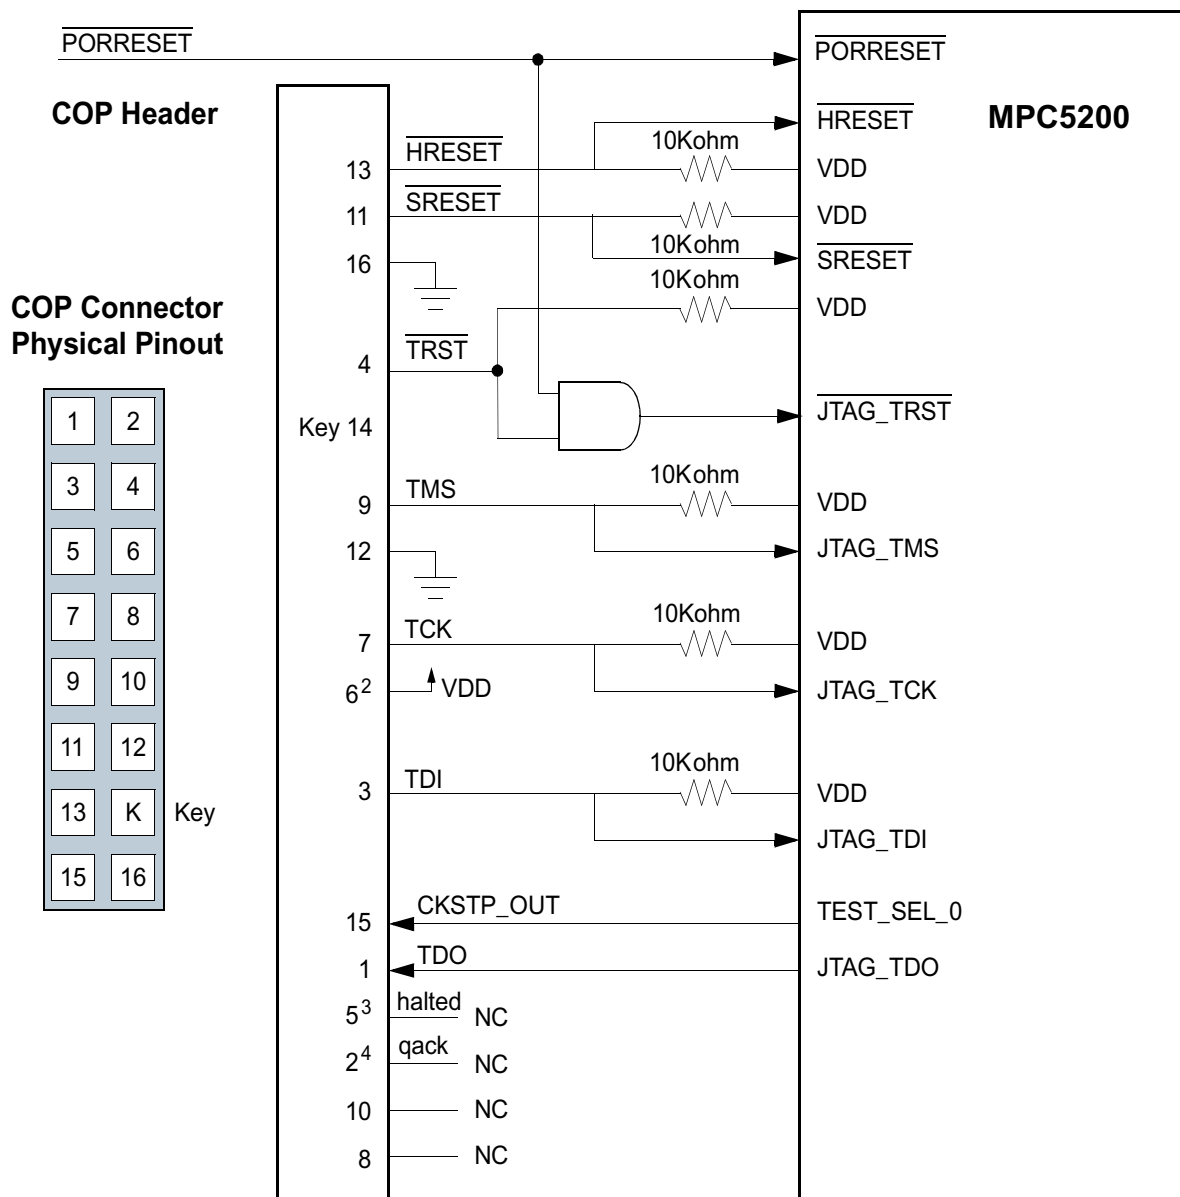 PORRESET
PORRESET
COP Header
HRESET
MPC5200
13
HRESET
10Kohm
VDD
11
SRESET
VDD
10Kohm
SRESET
16
10Kohm
VDD
COP Connector
Physical Pinout
4
TRST
JTAG_TRST
Key 14
1 2
3 4
5 6
7 8
9 10
11 12
13 K Key
15 16
9
TMS
10Kohm
VDD
12
JTAG_TMS
7
TCK
10Kohm
VDD
6²
VDD
JTAG_TCK
3
TDI
10Kohm
VDD
JTAG_TDI
15
CKSTP_OUT
TEST_SEL_0
1
TDO
JTAG_TDO
5³
halted
NC
2⁴
qack
NC
10
NC
8
NC